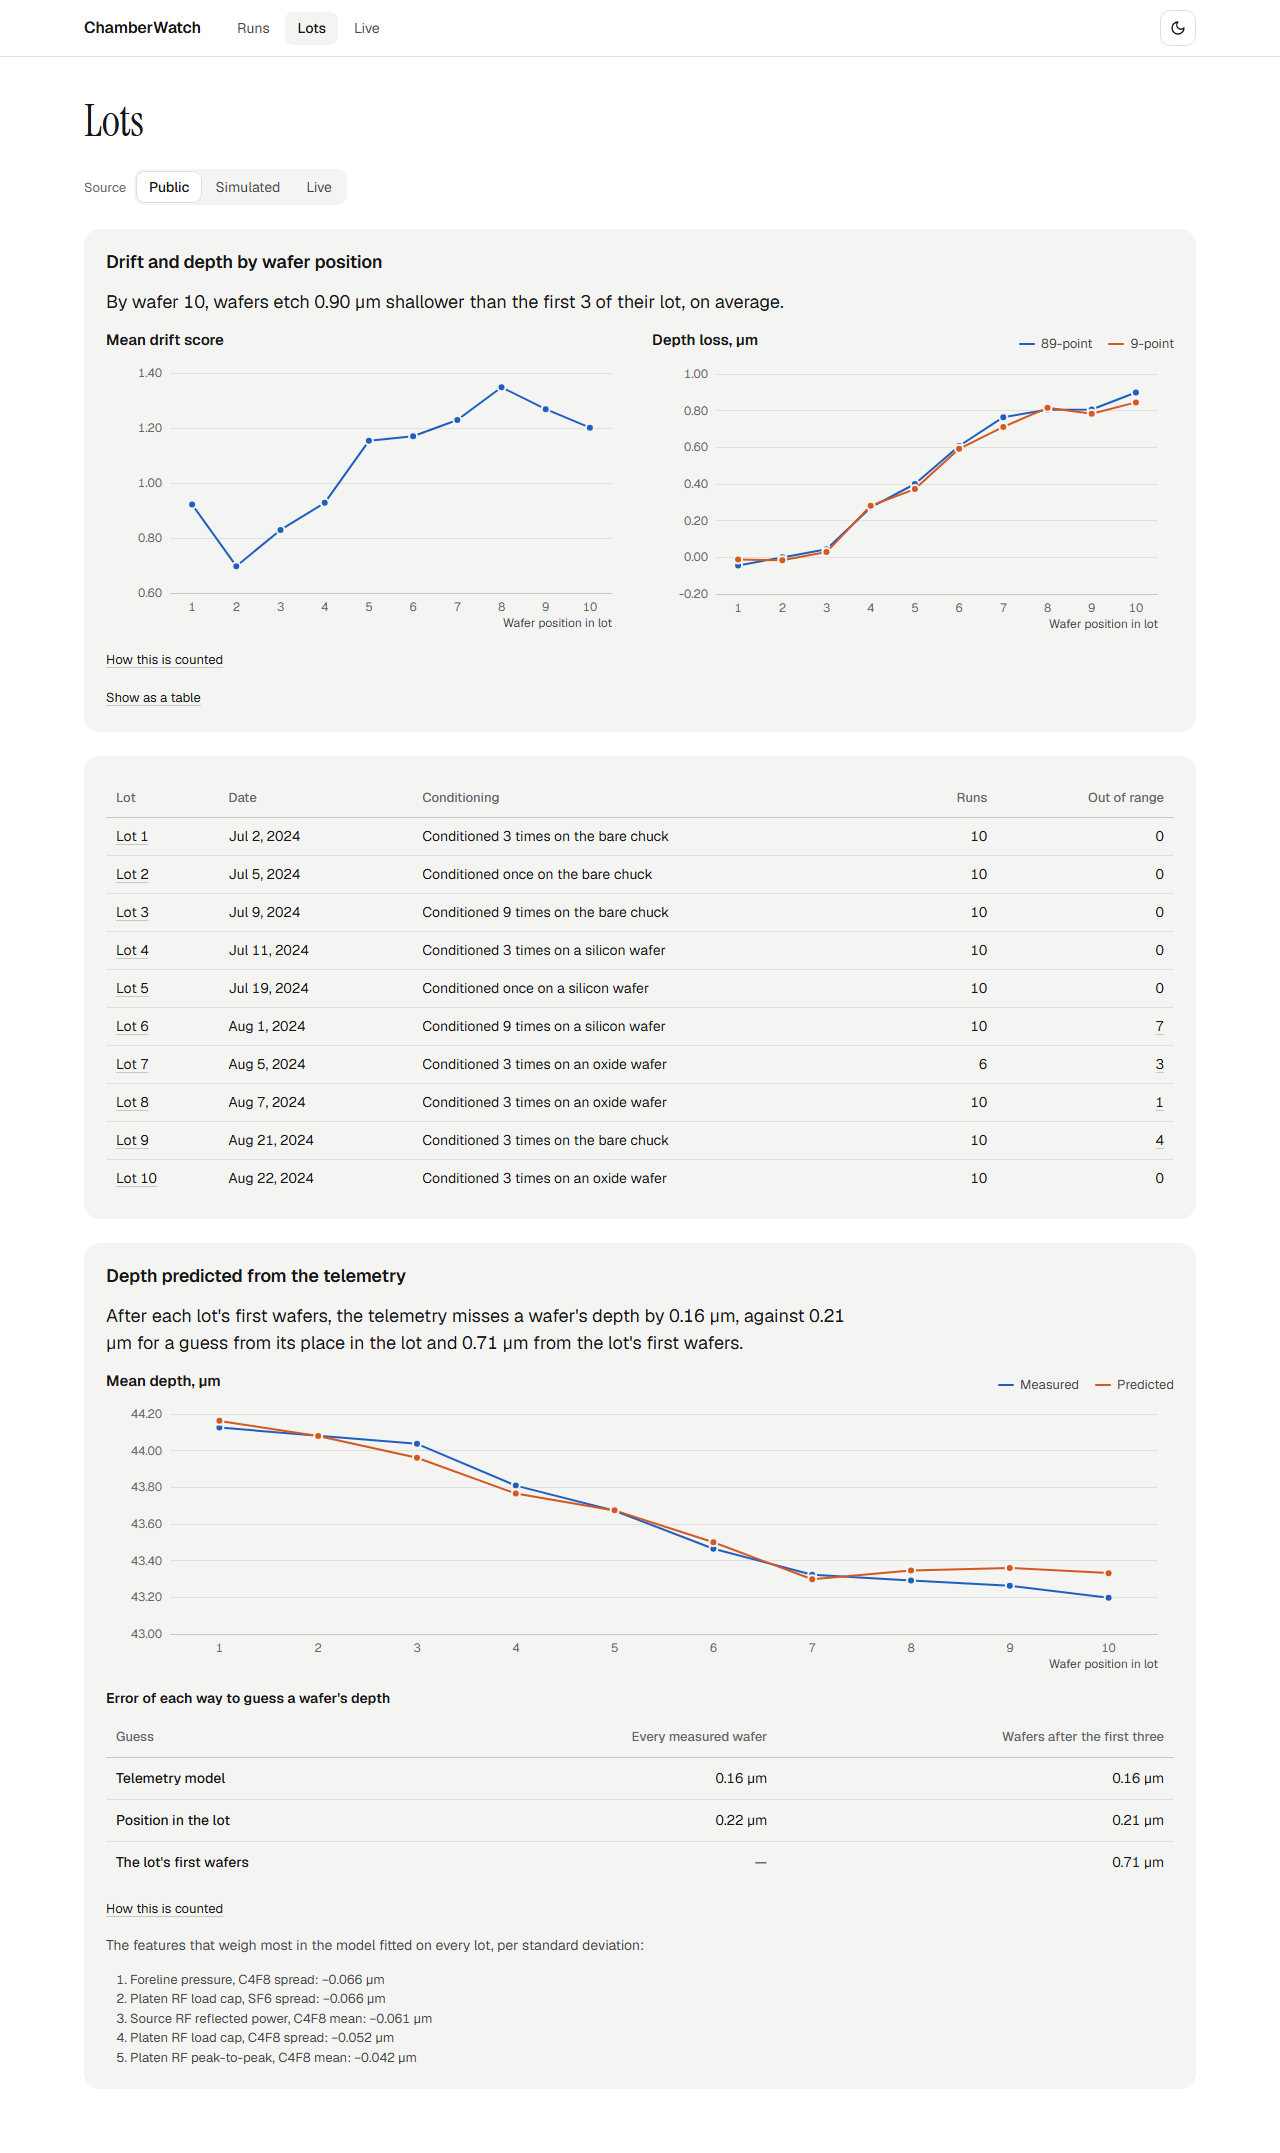 ChamberWatch Runs Lots Live
Lots
Source Public Simulated Live
Drift and depth by wafer position
By wafer 10, wafers etch 0.90 µm shallower than the first 3 of their lot, on average.
Mean drift score
1.40
1.20
1.00
0.80
0.60
1 2 3 4 5 6 7 8 9 10
Wafer position in lot
Depth loss, µm
89-point 9-point
1.00
0.80
0.60
0.40
0.20
0.00
-0.20
1 2 3 4 5 6 7 8 9 10
Wafer position in lot
How this is counted
Show as a table
Lot Date Conditioning Runs Out of range
Lot 1 Jul 2, 2024 Conditioned 3 times on the bare chuck 10 0
Lot 2 Jul 5, 2024 Conditioned once on the bare chuck 10 0
Lot 3 Jul 9, 2024 Conditioned 9 times on the bare chuck 10 0
Lot 4 Jul 11, 2024 Conditioned 3 times on a silicon wafer 10 0
Lot 5 Jul 19, 2024 Conditioned once on a silicon wafer 10 0
Lot 6 Aug 1, 2024 Conditioned 9 times on a silicon wafer 10 7
Lot 7 Aug 5, 2024 Conditioned 3 times on an oxide wafer 6 3
Lot 8 Aug 7, 2024 Conditioned 3 times on an oxide wafer 10 1
Lot 9 Aug 21, 2024 Conditioned 3 times on the bare chuck 10 4
Lot 10 Aug 22, 2024 Conditioned 3 times on an oxide wafer 10 0
Depth predicted from the telemetry
After each lot's first wafers, the telemetry misses a wafer's depth by 0.16 µm, against 0.21
µm for a guess from its place in the lot and 0.71 µm from the lot's first wafers.
Mean depth, µm
Measured Predicted
44.20
44.00
43.80
43.60
43.40
43.20
43.00
1 2 3 4 5 6 7 8 9 10
Wafer position in lot
Error of each way to guess a wafer's depth
Guess Every measured wafer Wafers after the first three
Telemetry model 0.16 µm 0.16 µm
Position in the lot 0.22 µm 0.21 µm
The lot's first wafers — 0.71 µm
How this is counted
The features that weigh most in the model fitted on every lot, per standard deviation:
1. Foreline pressure, C4F8 spread: −0.066 µm
2. Platen RF load cap, SF6 spread: −0.066 µm
3. Source RF reflected power, C4F8 mean: −0.061 µm
4. Platen RF load cap, C4F8 spread: −0.052 µm
5. Platen RF peak-to-peak, C4F8 mean: −0.042 µm